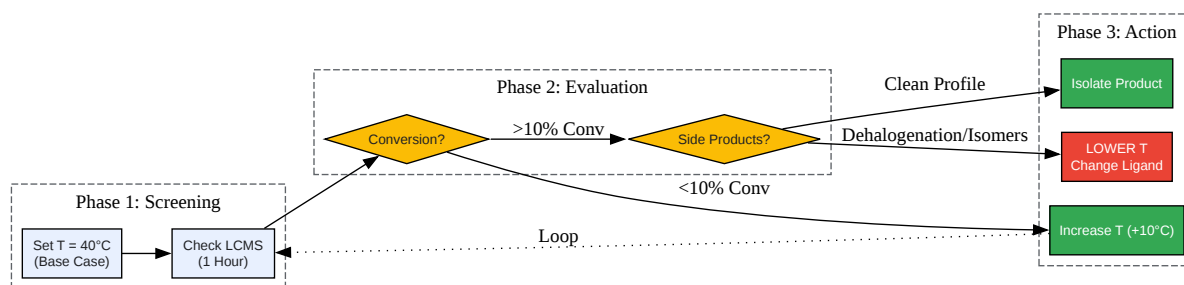 Phase 1: Screening
Set T = 40°C
(Base Case)
Check LCMS
(1 Hour)
Phase 2: Evaluation
Conversion?
>10% Conv
Side Products?
<10% Conv
Loop
Clean Profile
Dehalogenation/Isomers
Phase 3: Action
Isolate Product
LOWER T
Change Ligand
Increase T (+10°C)